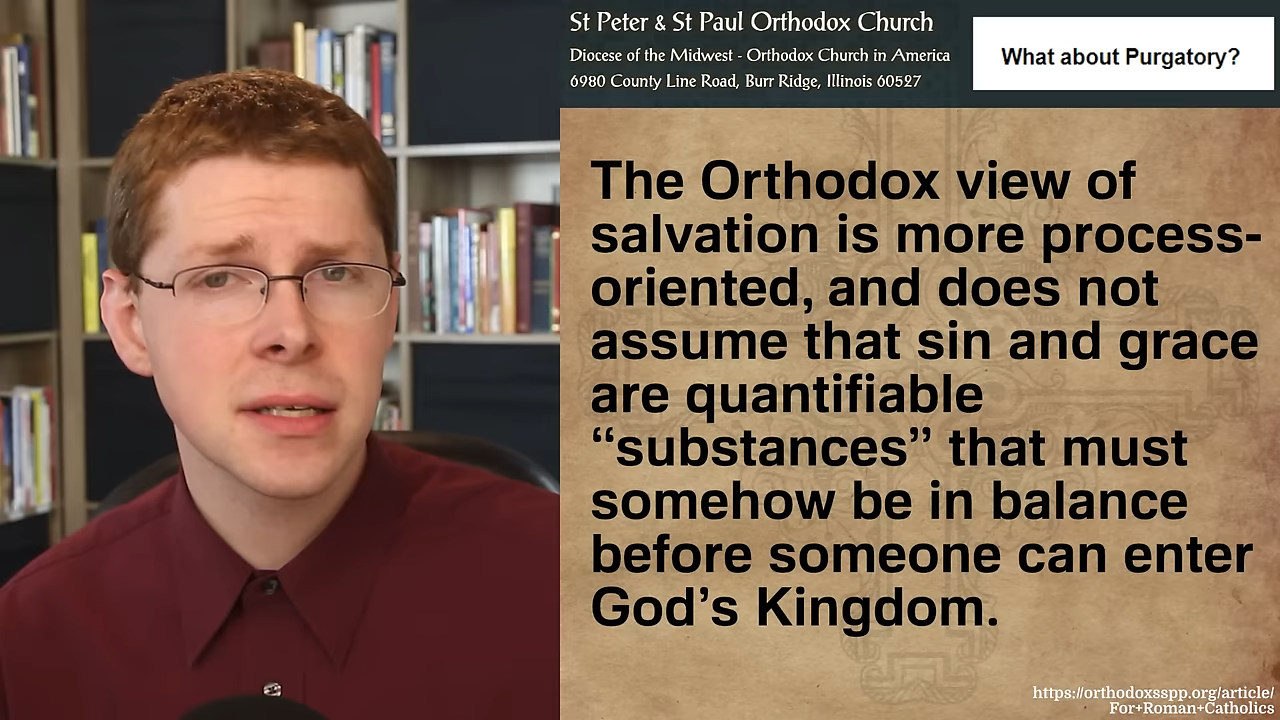 St Peter & St Paul Orthodox Church
Diocese of the Midwest - Orthodox Church in America
6980 County Line Road, Burr Ridge, Illinois 60527
What about Purgatory?
The Orthodox view of
salvation is more process-
oriented, and does not
assume that sin and grace
are quantifiable
“substances” that must
somehow be in balance
before someone can enter
God’s Kingdom.
https://orthodoxsspp.org/article/
For+Roman+Catholics